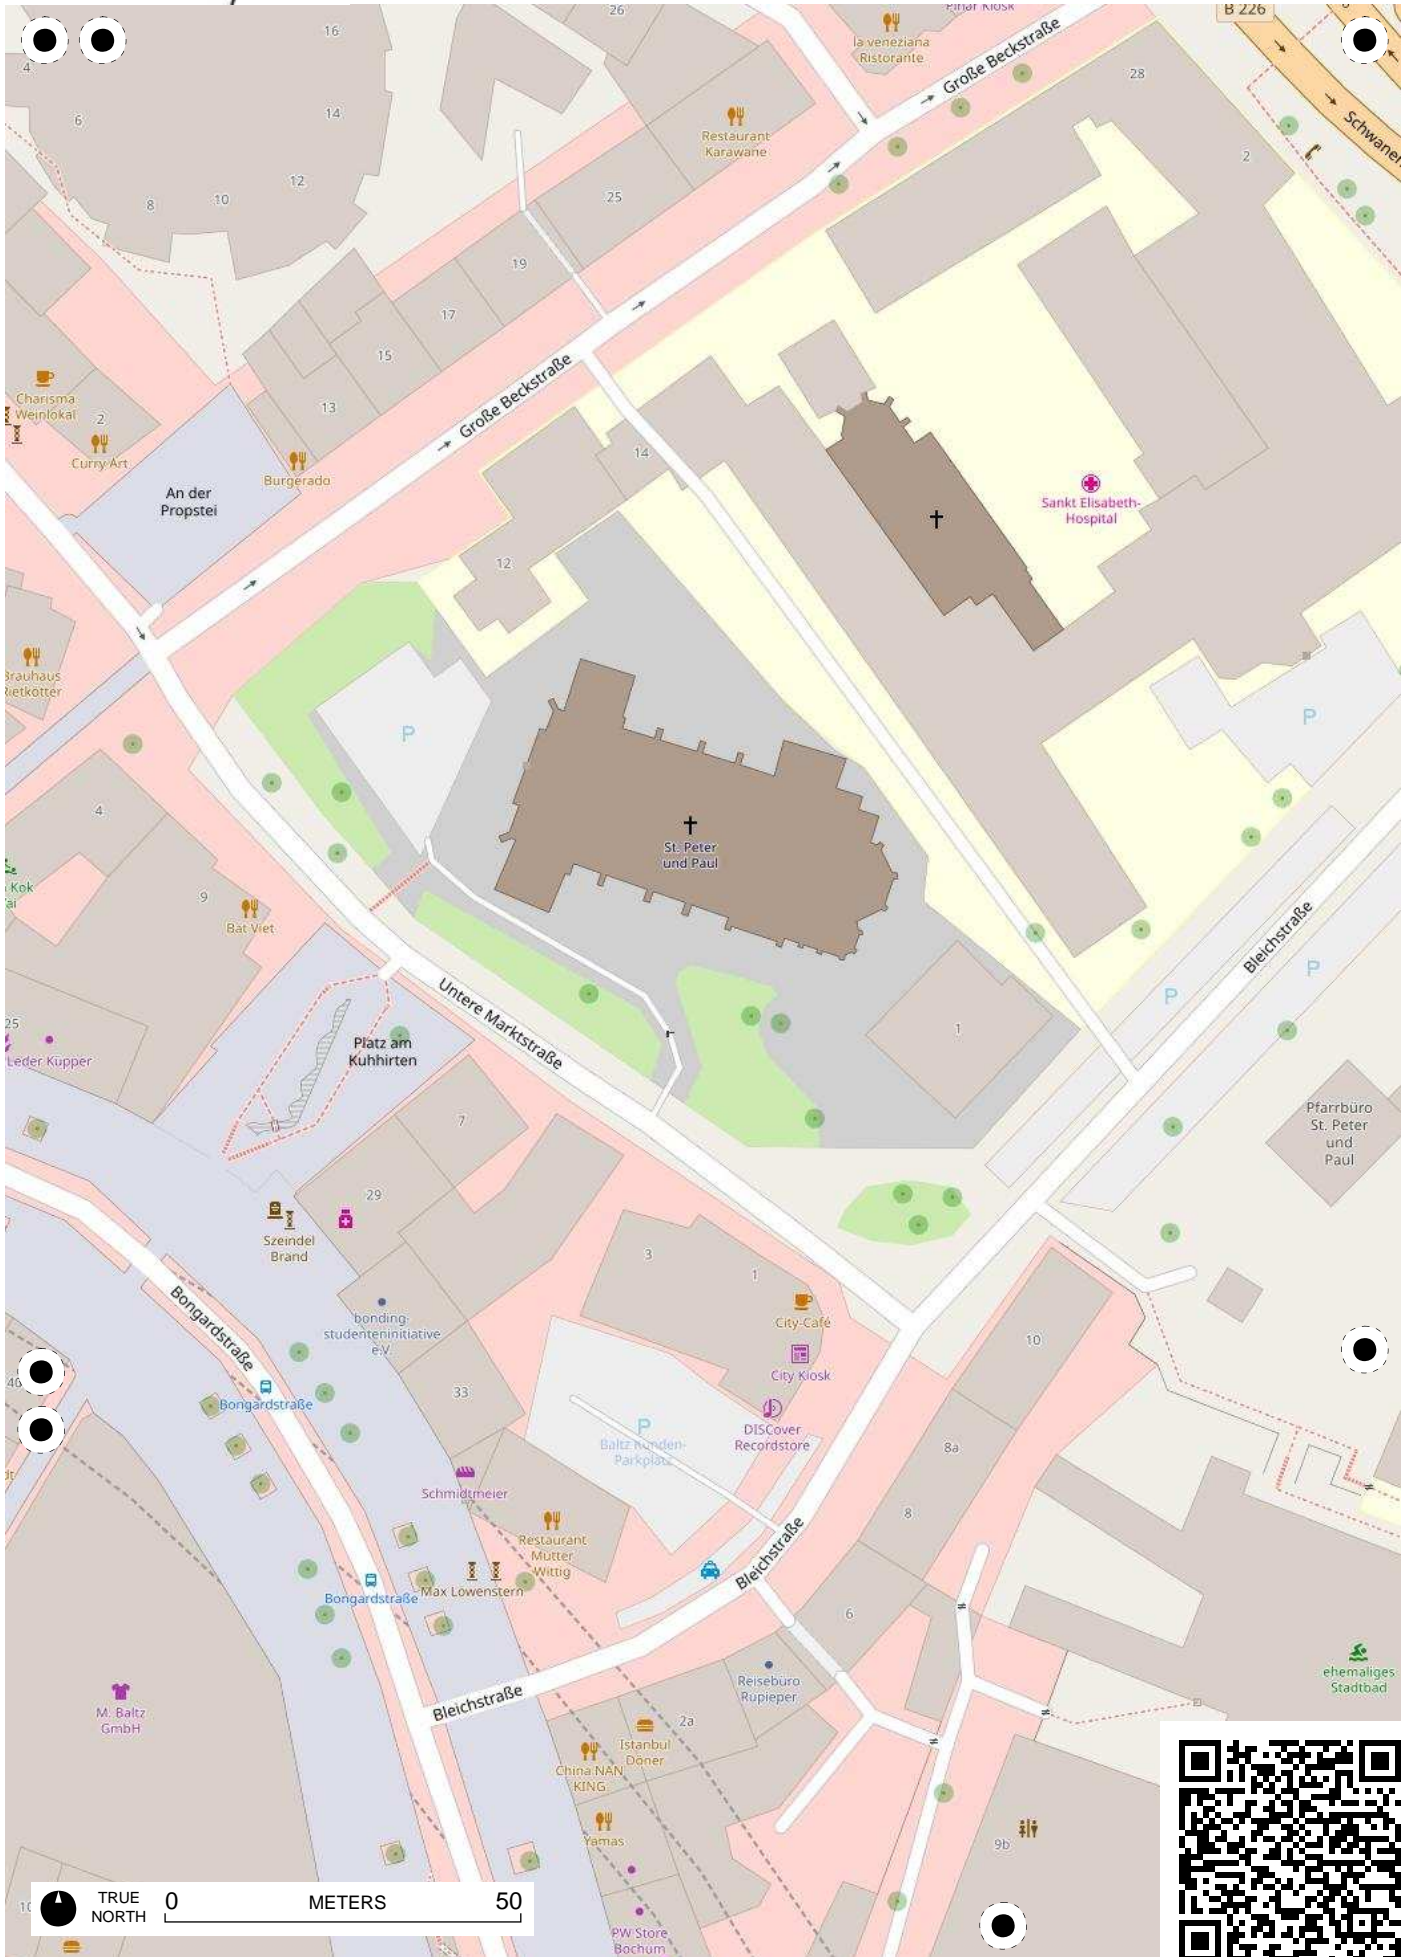 26
Pinar Kiosk
B 226
16
la veneziana
Ristorante
Große Beckstraße
4
28
6
14
Restaurant
Karawane
2
12
8
10
25
19
17
15
Große Beckstraße
13
Charisma
Weinlokal
2
Curry Art
Burgerado
An der
Propstei
14
Sankt Elisabeth-
Hospital
12
Brauhaus
Rietkötter
P
P
4
St. Peter
und Paul
9
Bat Viet
Bleichstraße
P
P
Untere Marktstraße
25
Leder Küpper
Platz am
Kuhhirten
1
7
Pfarrbüro
St. Peter
und
Paul
29
Szeindel
Brand
3
1
bonding-
studenteninitiative
e.V.
City-Café
10
Bongardstraße
City Kiosk
40
Bongardstraße
33
P
Baltz Kunden-
Parkplatz
DISCover
Recordstore
8a
Schmidtmeier
8
Restaurant
Mutter
Wittig
Bleichstraße
Max Löwenstern
Bongardstraße
6
ehemaliges
Stadtbad
Reisebüro
Rupieper
M. Baltz
GmbH
Bleichstraße
2a
Istanbul
Döner
China NAN
KING
Yamas
9b
TRUE
NORTH
0 METERS 50
PW Store
Bochum